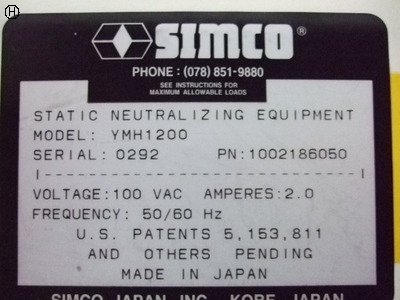 H
SIMCO®
PHONE: (078) 851-9880
SEE INSTRUCTIONS FOR
MAXIMUM ALLOWABLE LOADS
STATIC NEUTRALIZING EQUIPMENT
MODEL: YMH1200
SERIAL: 0292 PN:1002186050
|--------------------------------|
VOLTAGE:100 VAC AMPERES:2.0
FREQUENCY: 50/60 Hz
U.S. PATENTS 5,153,811
AND OTHERS PENDING
MADE IN JAPAN
SIMCO JAPAN INC. KOBE JAPAN